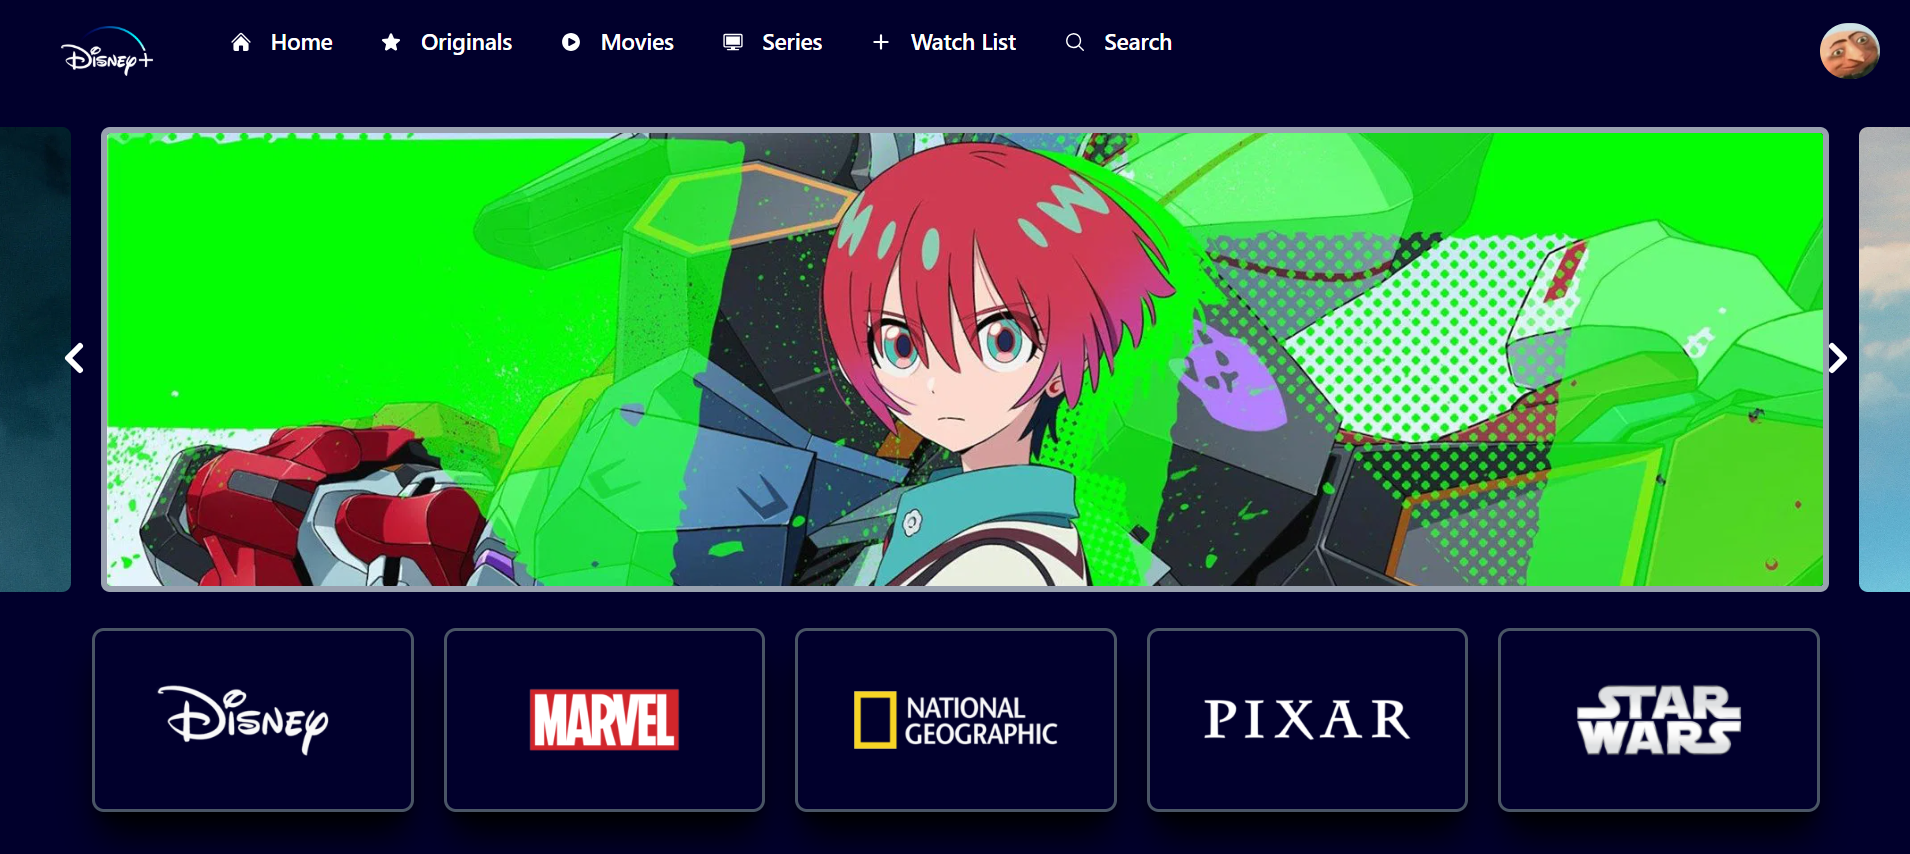 Disney+
Home
Originals
Movies
Series
Watch List
Search
Disney
MARVEL
NATIONAL
GEOGRAPHIC
PIXAR
STAR
WARS